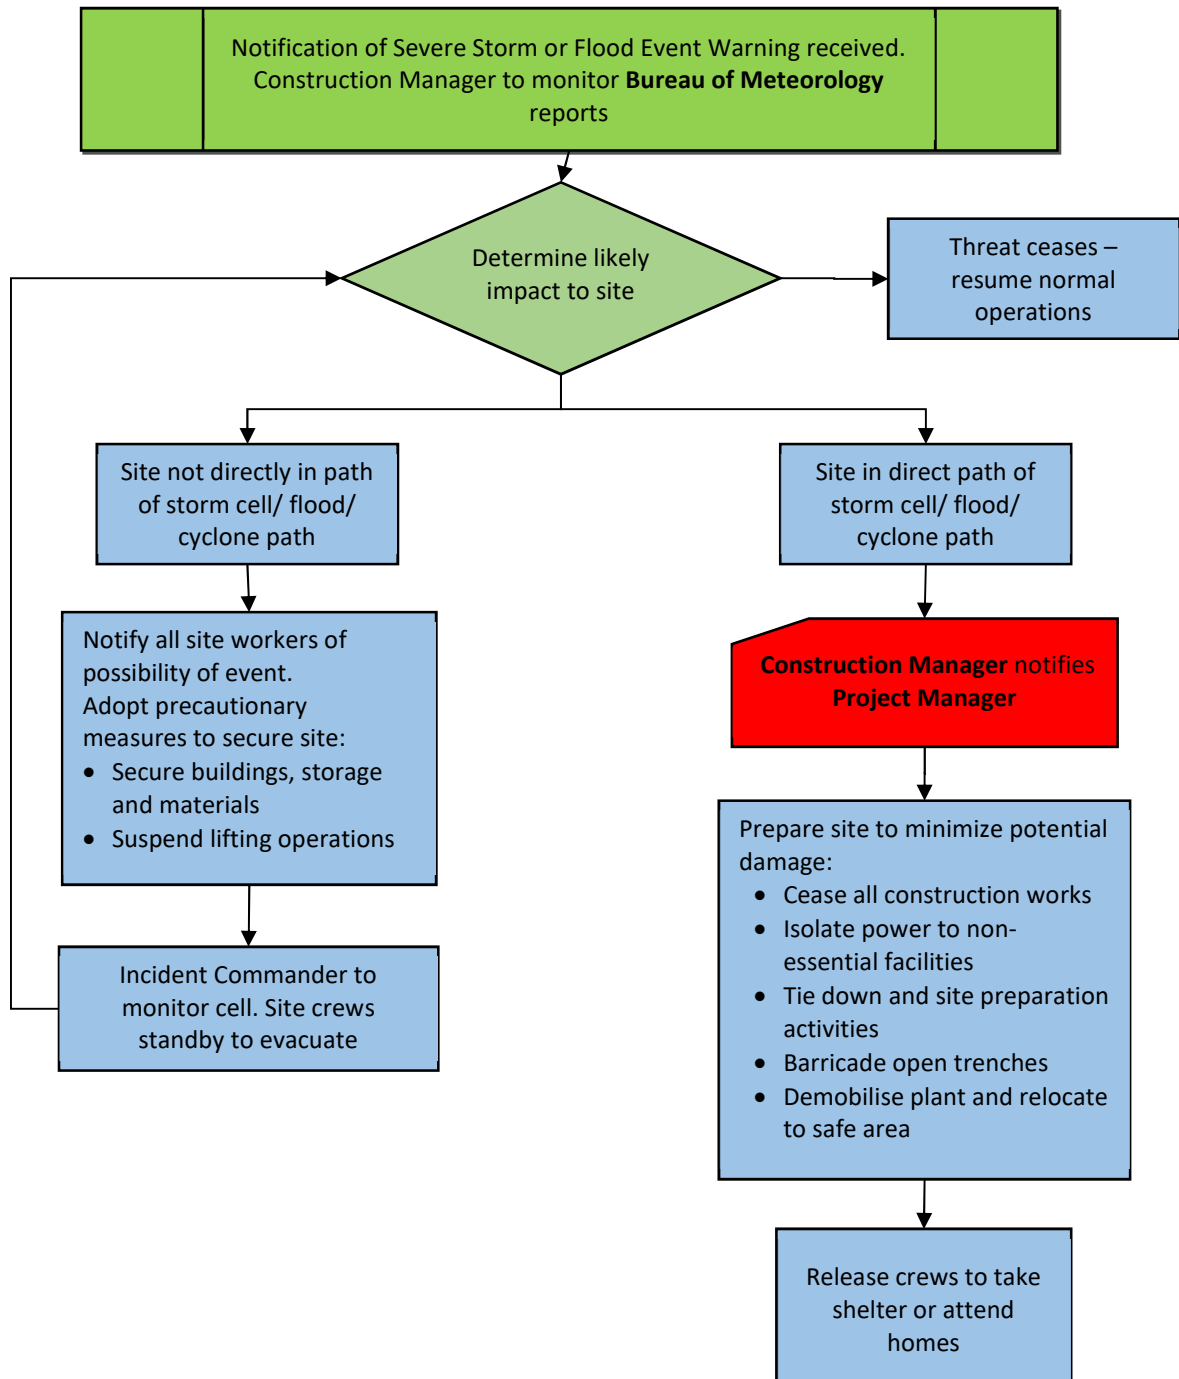 Notification of Severe Storm or Flood Event Warning received.
Construction Manager to monitor Bureau of Meteorology
reports
Determine likely
impact to site
Threat ceases –
resume normal
operations
Site not directly in path
of storm cell/ flood/
cyclone path
Site in direct path of
storm cell/ flood/
cyclone path
Notify all site workers of
possibility of event.
Adopt precautionary
measures to secure site:
• Secure buildings, storage
and materials
• Suspend lifting operations
Construction Manager notifies
Project Manager
Incident Commander to
monitor cell. Site crews
standby to evacuate
Prepare site to minimize potential
damage:
• Cease all construction works
• Isolate power to non-
essential facilities
• Tie down and site preparation
activities
• Barricade open trenches
• Demobilise plant and relocate
to safe area
Release crews to take
shelter or attend
homes